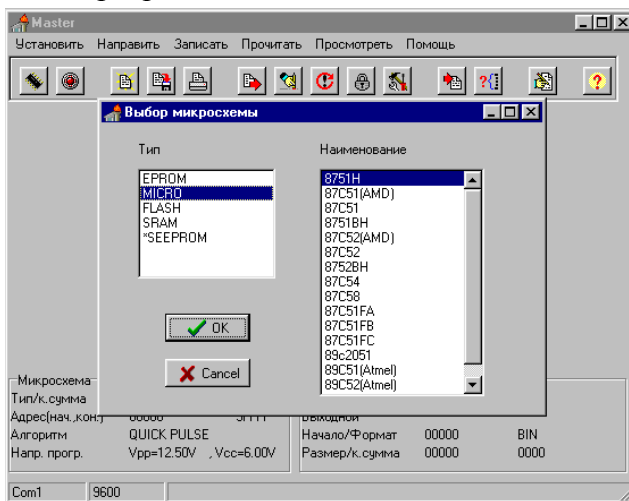 Master
Установить Направить Записать Прочитать Просмотреть Помощь
Выбор микросхемы
Тип
Наименование
EPROM
MICRO
FLASH
SRAM
*SEEPROM
8751H
87C51(AMD)
87C51
8751BH
87C52(AMD)
87C52
8752BH
87C54
87C58
87C51FA
87C51FB
87C51FC
89c2051
89C51(Atmel)
89C52(Atmel)
OK
Cancel
Микросхема
Тип/к.сумма
Адрес(нач.,кон.) 00000
Выходной
Алгоритм QUICK PULSE
Начало/Формат 00000 BIN
Напр. прогр. Vpp=12.50V , Vcc=6.00V
Размер/к.сумма 00000 0000
Com1 9600